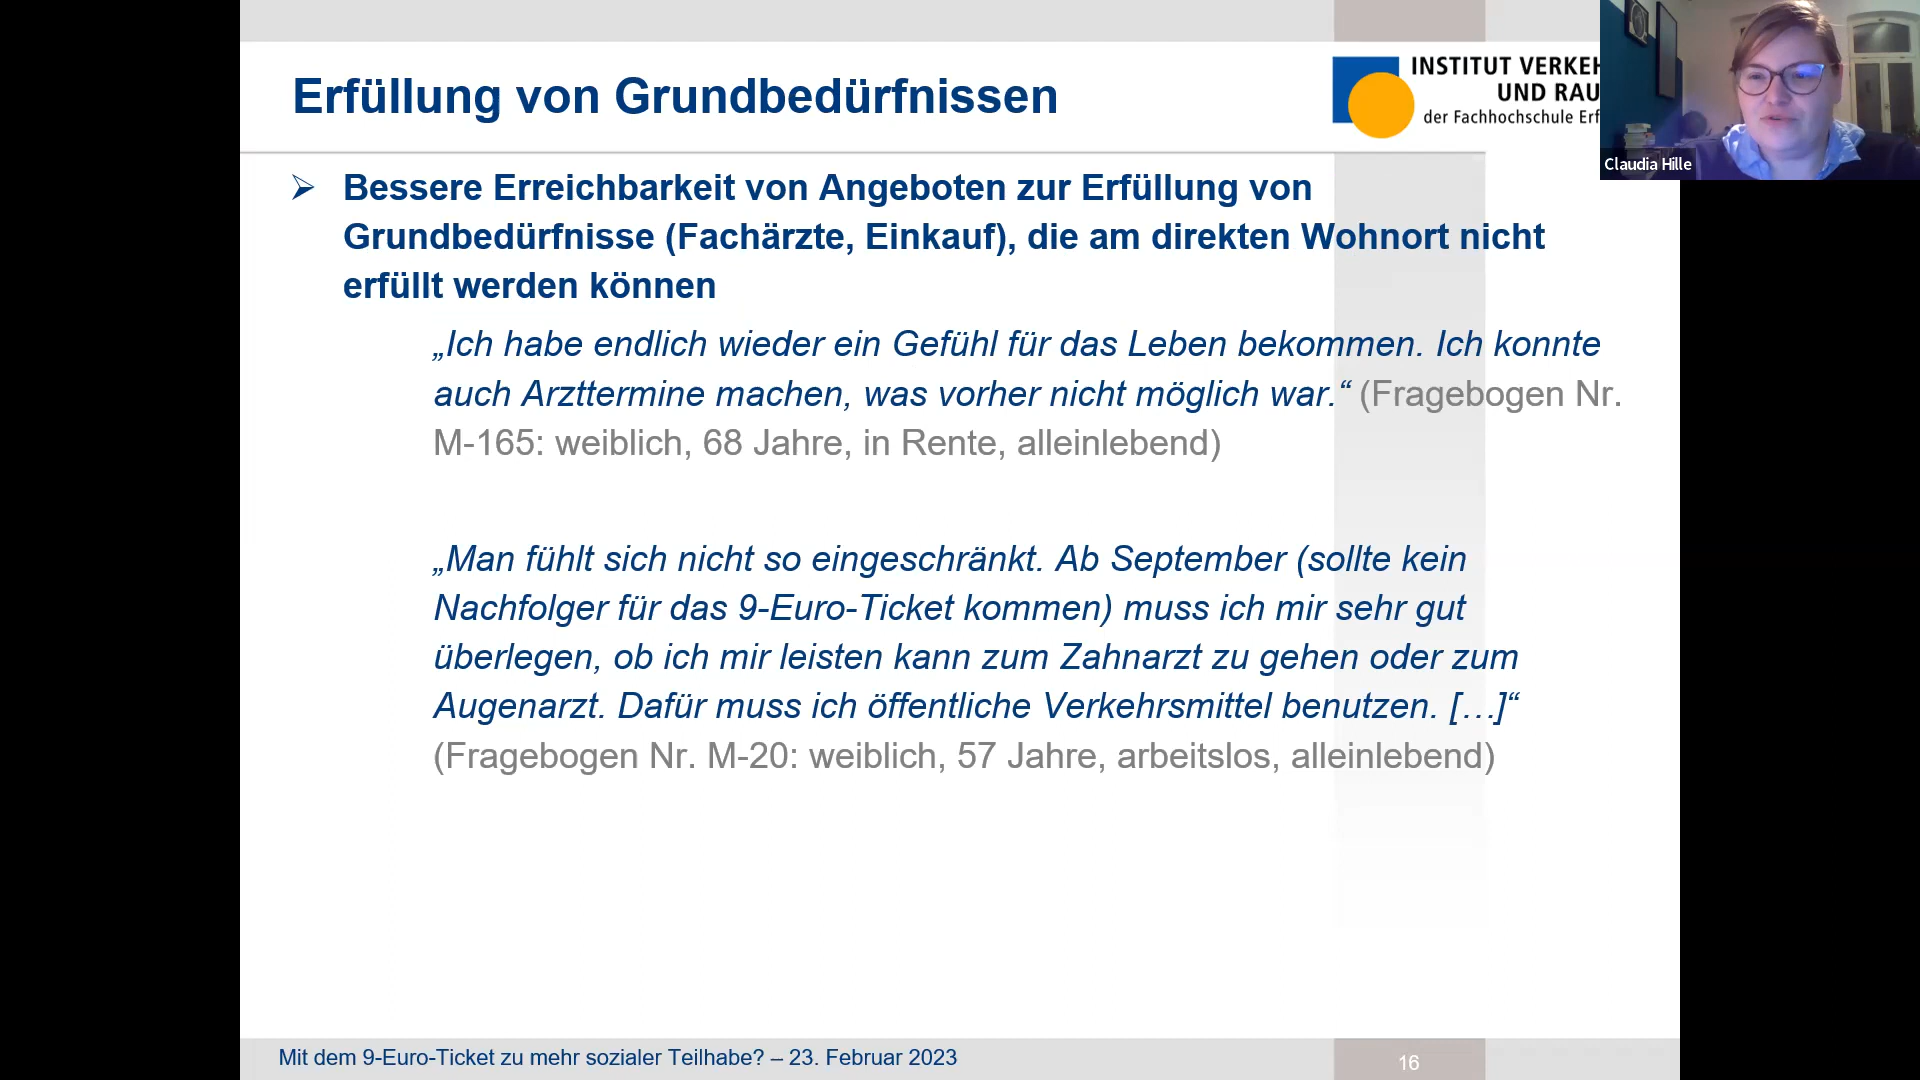 Erfüllung von Grundbedürfnissen
INSTITUT VERKEH
UND RAU
der Fachhochschule Erf
Claudia Hille
Bessere Erreichbarkeit von Angeboten zur Erfüllung von
Grundbedürfnisse (Fachärzte, Einkauf), die am direkten Wohnort nicht
erfüllt werden können
„Ich habe endlich wieder ein Gefühl für das Leben bekommen. Ich konnte
auch Arzttermine machen, was vorher nicht möglich war.“ (Fragebogen Nr.
M-165: weiblich, 68 Jahre, in Rente, alleinlebend)
„Man fühlt sich nicht so eingeschränkt. Ab September (sollte kein
Nachfolger für das 9-Euro-Ticket kommen) muss ich mir sehr gut
überlegen, ob ich mir leisten kann zum Zahnarzt zu gehen oder zum
Augenarzt. Dafür muss ich öffentliche Verkehrsmittel benutzen. […]“
(Fragebogen Nr. M-20: weiblich, 57 Jahre, arbeitslos, alleinlebend)
Mit dem 9-Euro-Ticket zu mehr sozialer Teilhabe? – 23. Februar 2023
16